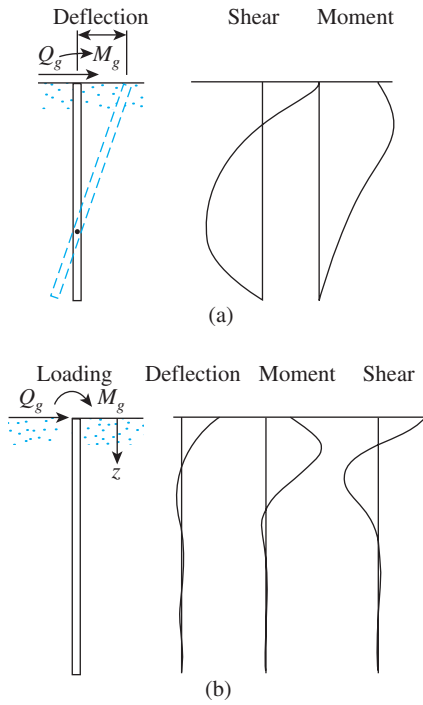 Deflection Shear Moment
Q_g M_g
(a)
Loading Deflection Moment Shear
Q_g M_g
z
(b)